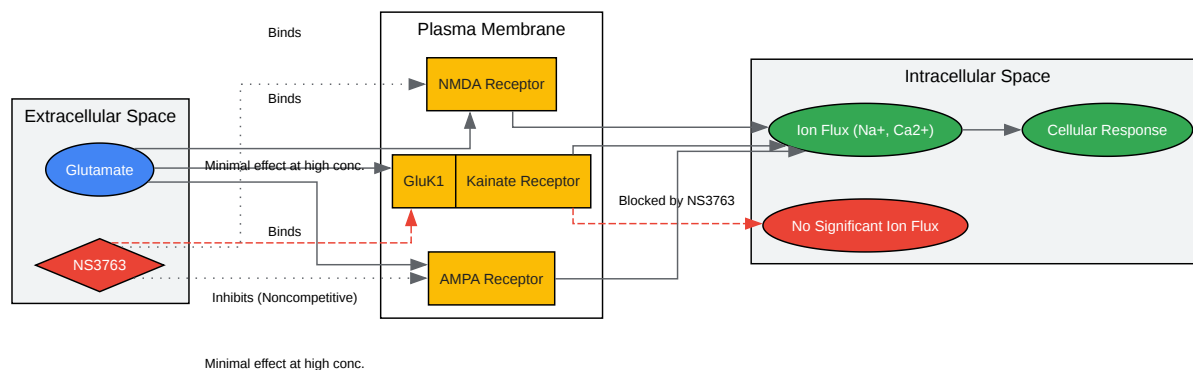 Binds
Plasma Membrane
NMDA Receptor
Intracellular Space
Binds
Extracellular Space
Ion Flux (Na+, Ca2+)
Cellular Response
Glutamate
Minimal effect at high conc.
GluK1
Kainate Receptor
Blocked by NS3763
No Significant Ion Flux
Binds
NS3763
AMPA Receptor
Inhibits (Noncompetitive)
Minimal effect at high conc.